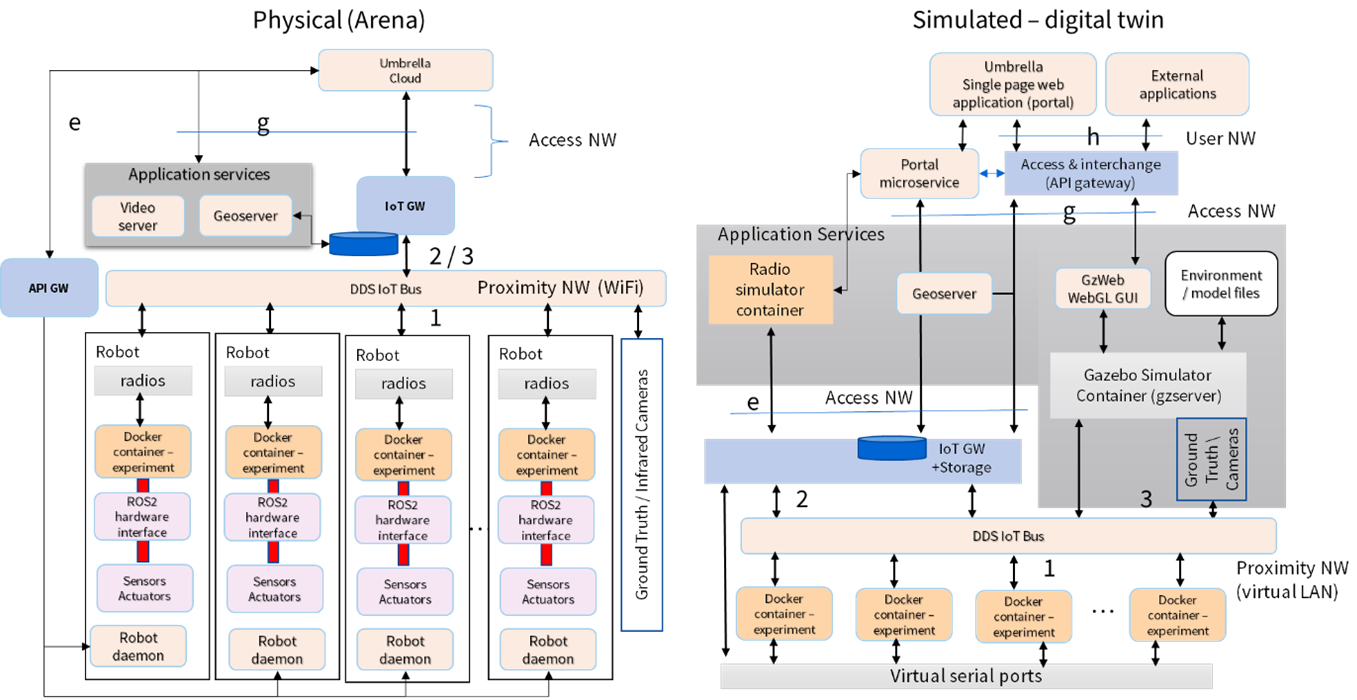 Physical (Arena)
Umbrella
Cloud
e
g
Access NW
Application services
Video
server
Geoserver
IoT GW
2 / 3
API GW
DDS IoT Bus
Proximity NW (WiFi)
1
Robot
radios
Docker
container –
experiment
ROS2
hardware
interface
Sensors
Actuators
Robot
daemon
Robot
radios
Docker
container –
experiment
ROS2
hardware
interface
Sensors
Actuators
Robot
daemon
Robot
radios
Docker
container –
experiment
ROS2
hardware
interface
Sensors
Actuators
Robot
daemon
...
Robot
radios
Docker
container –
experiment
ROS2
hardware
interface
Sensors
Actuators
Robot
daemon
Ground Truth / Infrared Cameras
Simulated – digital twin
Umbrella
Single page web
application (portal)
External
applications
h
User NW
Portal
microservice
Access & interchange
(API gateway)
g
Access NW
Application Services
Radio
simulator
container
Geoserver
GzWeb
WebGL GUI
Environment
/ model files
Gazebo Simulator
Container (gzserver)
e
Access NW
IoT GW
+Storage
Ground
Truth \
Cameras
2
3
DDS IoT Bus
1
Proximity NW
(virtual LAN)
Docker
container –
experiment
Docker
container –
experiment
Docker
container –
experiment
...
Docker
container –
experiment
Virtual serial ports